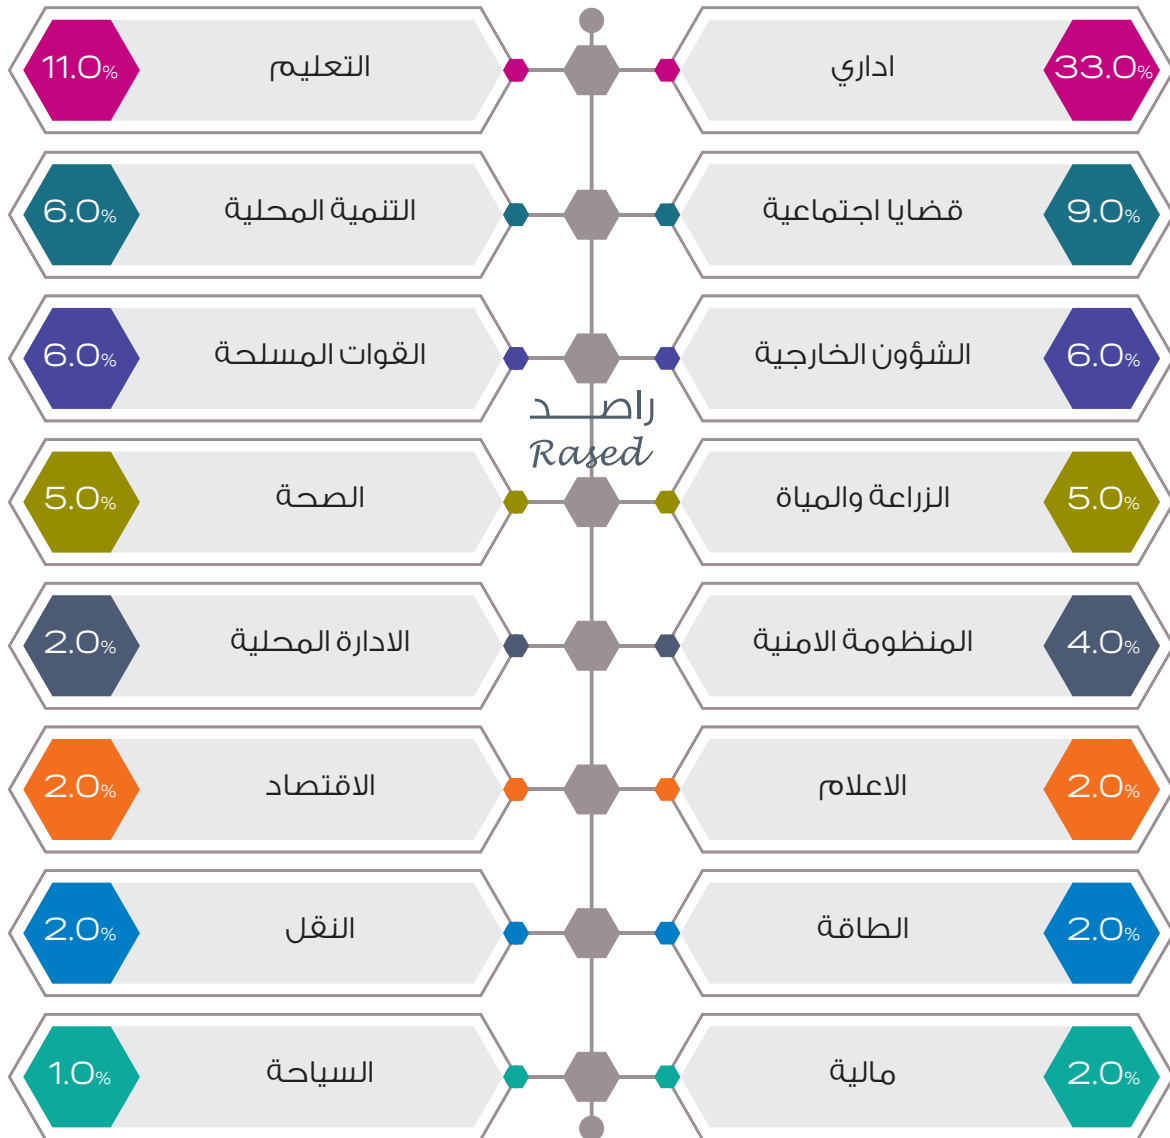 اداري 33.0%
التعليم 11.0%
قضايا اجتماعية 9.0%
التنمية المحلية 6.0%
الشؤون الخارجية 6.0%
القوات المسلحة 6.0%
راصد
Rased
الزراعة والمياة 5.0%
الصحة 5.0%
المنظومة الامنية 4.0%
الادارة المحلية 2.0%
الاعلام 2.0%
الاقتصاد 2.0%
الطاقة 2.0%
النقل 2.0%
مالية 2.0%
السياحة 1.0%